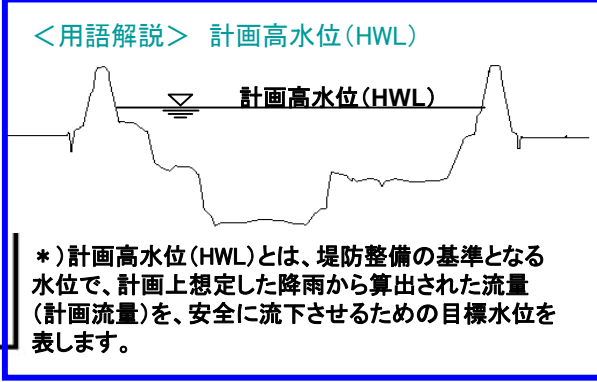 ＜用語解説＞ 計画高水位(HWL)
計画高水位(HWL)
＊)計画高水位(HWL)とは、堤防整備の基準となる
水位で、計画上想定した降雨から算出された流量
(計画流量)を、安全に流下させるための目標水位を
表します。